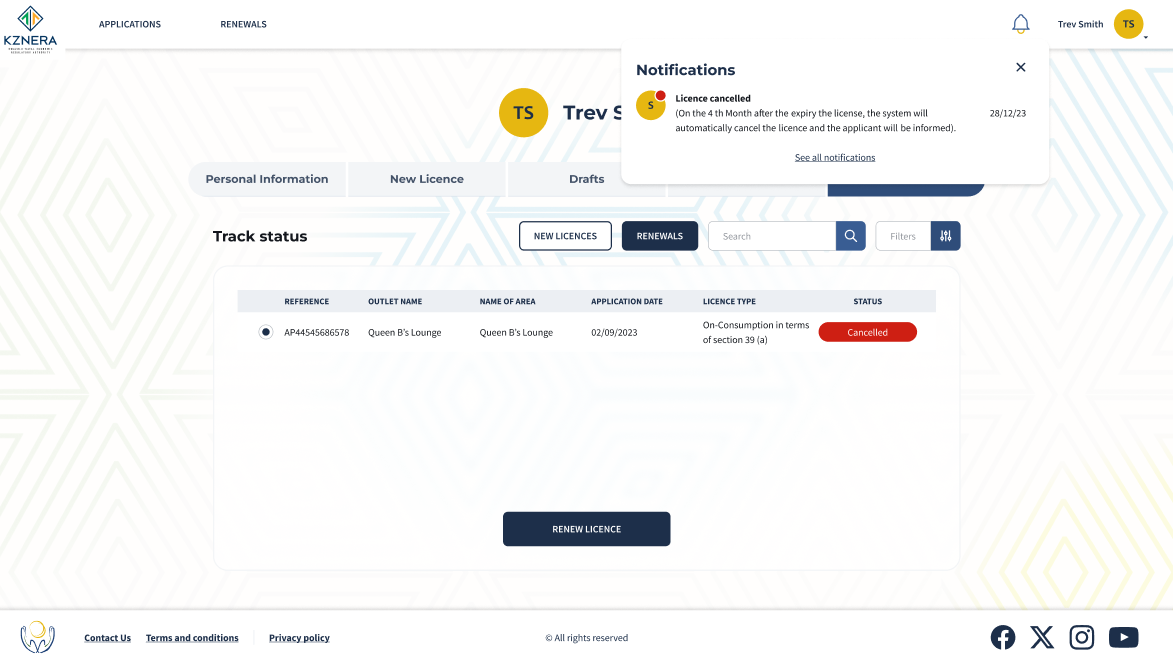 APPLICATIONS
RENEWALS
Trev Smith
TS
KZNERA
Notifications
S
Licence cancelled
(On the 4 th Month after the expiry the license, the system will
automatically cancel the licence and the applicant will be informed).
28/12/23
See all notifications
TS
Trev S
Personal Information
New Licence
Drafts
Track status
NEW LICENCES
RENEWALS
Search
Filters
REFERENCE
OUTLET NAME
NAME OF AREA
APPLICATION DATE
LICENCE TYPE
STATUS
AP44545686578
Queen B's Lounge
Queen B's Lounge
02/09/2023
On-Consumption in terms
of section 39 (a)
Cancelled
RENEW LICENCE
Contact Us
Terms and conditions
Privacy policy
© All rights reserved